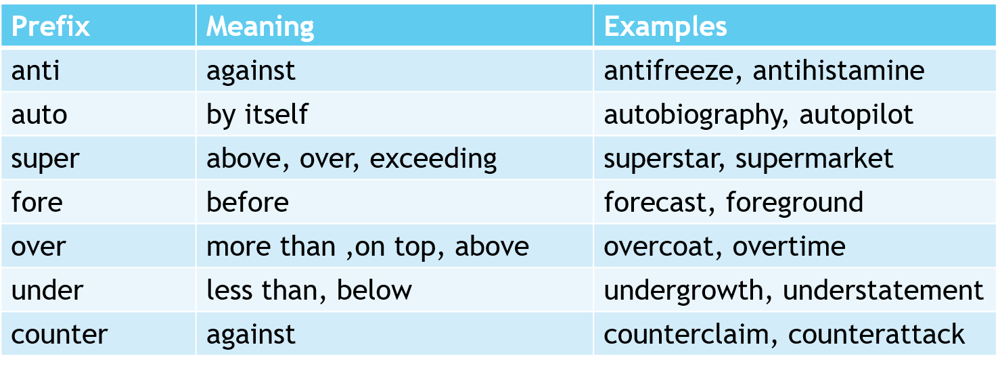 Prefix Meaning Examples
anti against antifreeze, antihistamine
auto by itself autobiography, autopilot
super above, over, exceeding superstar, supermarket
fore before forecast, foreground
over more than ,on top, above overcoat, overtime
under less than, below undergrowth, understatement
counter against counterclaim, counterattack